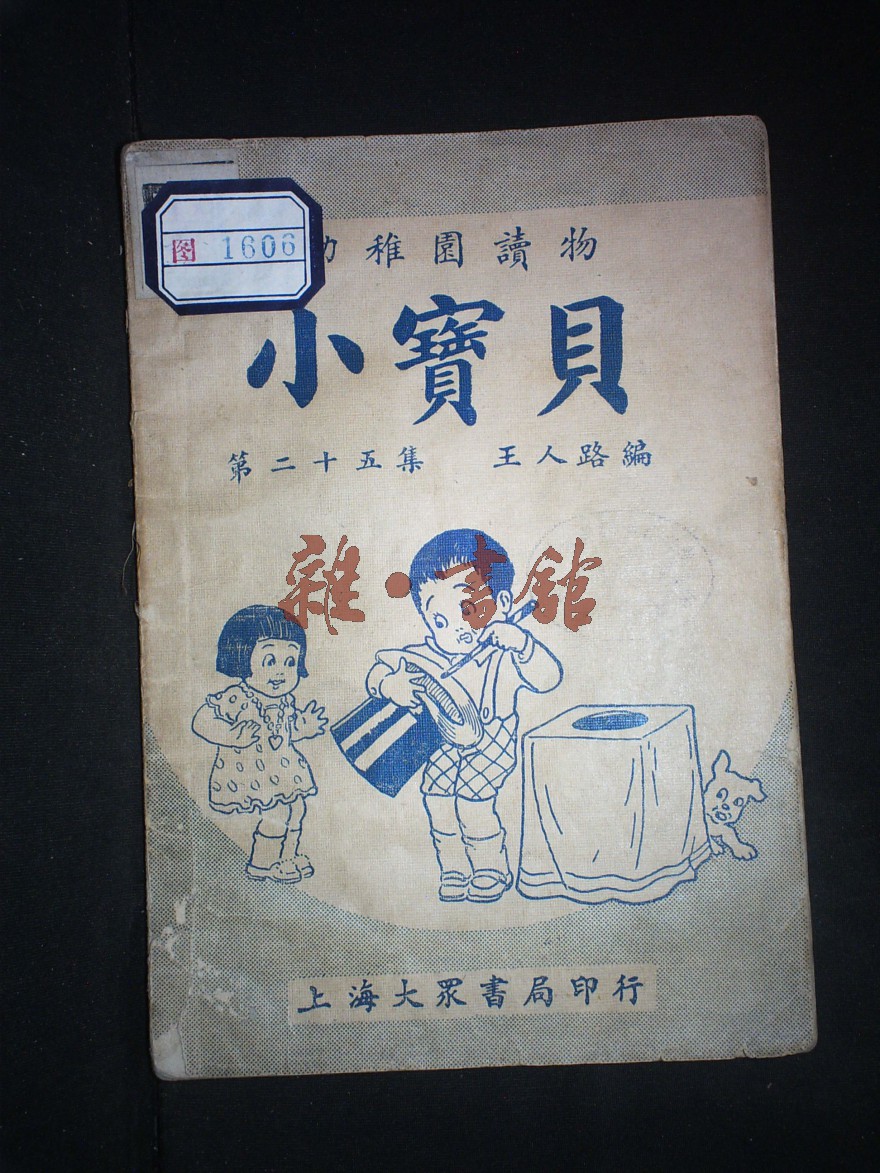 图 1606
幼稚園讀物
小寶貝
第二十五集 王人路編
雜·書館
上海大眾書局印行